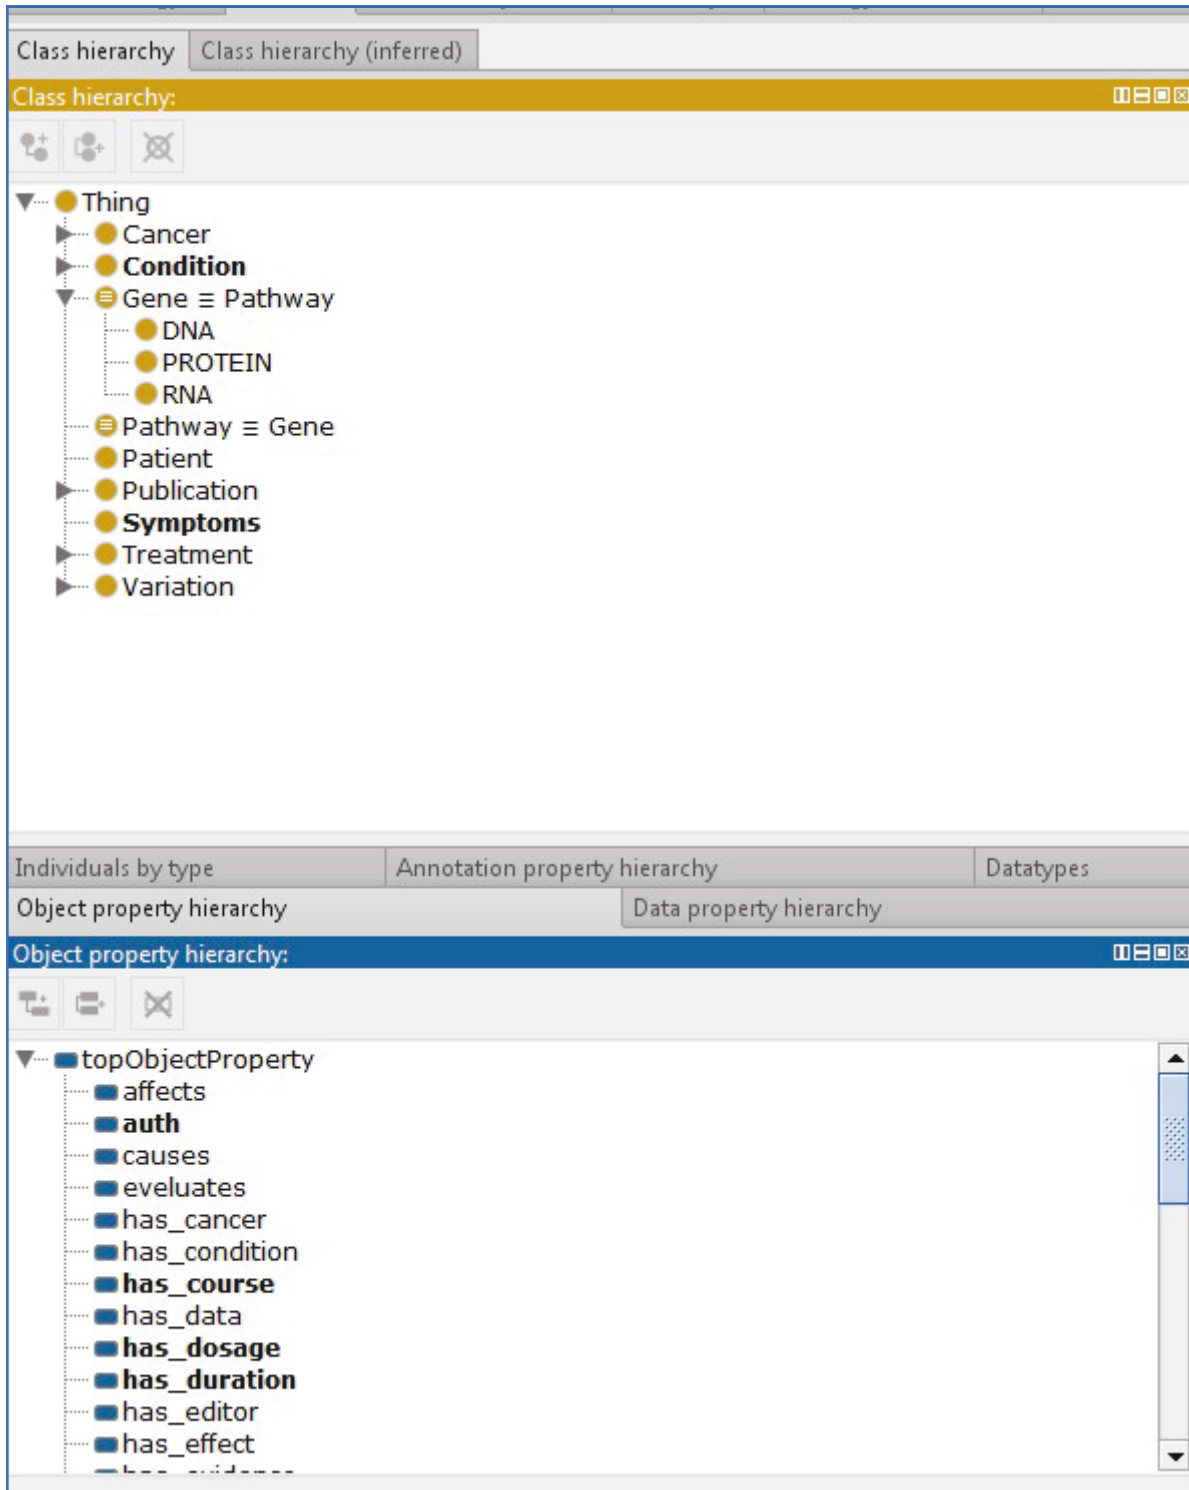 Class hierarchy Class hierarchy (inferred)
Class hierarchy:
Thing
Cancer
Condition
Gene ≡ Pathway
DNA
PROTEIN
RNA
Pathway ≡ Gene
Patient
Publication
Symptoms
Treatment
Variation
Individuals by type Annotation property hierarchy Datatypes
Object property hierarchy Data property hierarchy
Object property hierarchy:
topObjectProperty
affects
auth
causes
eveluates
has_cancer
has_condition
has_course
has_data
has_dosage
has_duration
has_editor
has_effect